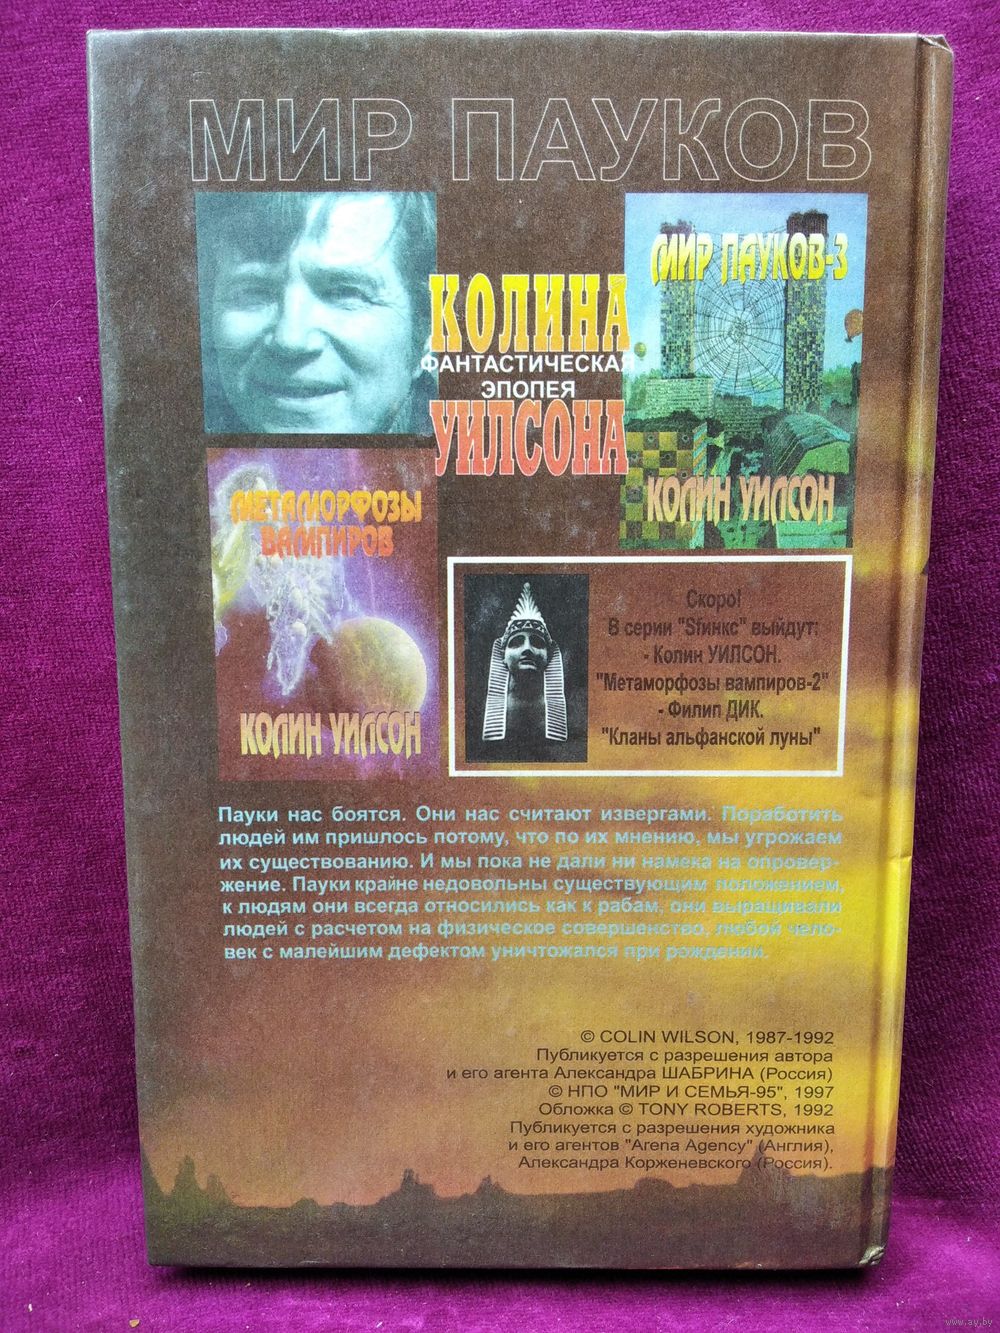 МИР ПАУКОВ
КОЛИНА
ФАНТАСТИЧЕСКАЯ
ЭПОПЕЯ
УИЛСОНА
МИР ПАУКОВ-3
КОЛИН УИЛСОН
МЕТАМОРФОЗЫ
ВАМПИРОВ
КОЛИН УИЛСОН
Скоро!
В серии "Sfинкс" выйдут:
- Колин УИЛСОН.
"Метаморфозы вампиров-2"
- Филип ДИК.
"Кланы альфанской луны"
Пауки нас боятся. Они нас считают извергами. Поработить
людей им пришлось потому, что по их мнению, мы угрожаем
их существованию. И мы пока не дали ни намека на опровер-
жение. Пауки крайне недовольны существующим положением,
к людям они всегда относились как к рабам, они выращивали
людей с расчетом на физическое совершенство, любой чело-
век с малейшим дефектом уничтожался при рождении.
© COLIN WILSON, 1987-1992
Публикуется с разрешения автора
и его агента Александра ШАБРИНА (Россия)
© НПО "МИР И СЕМЬЯ-95", 1997
Обложка © TONY ROBERTS, 1992
Публикуется с разрешения художника
и его агентов "Arena Agency" (Англия),
Александра Корженевского (Россия).
www.ay.by